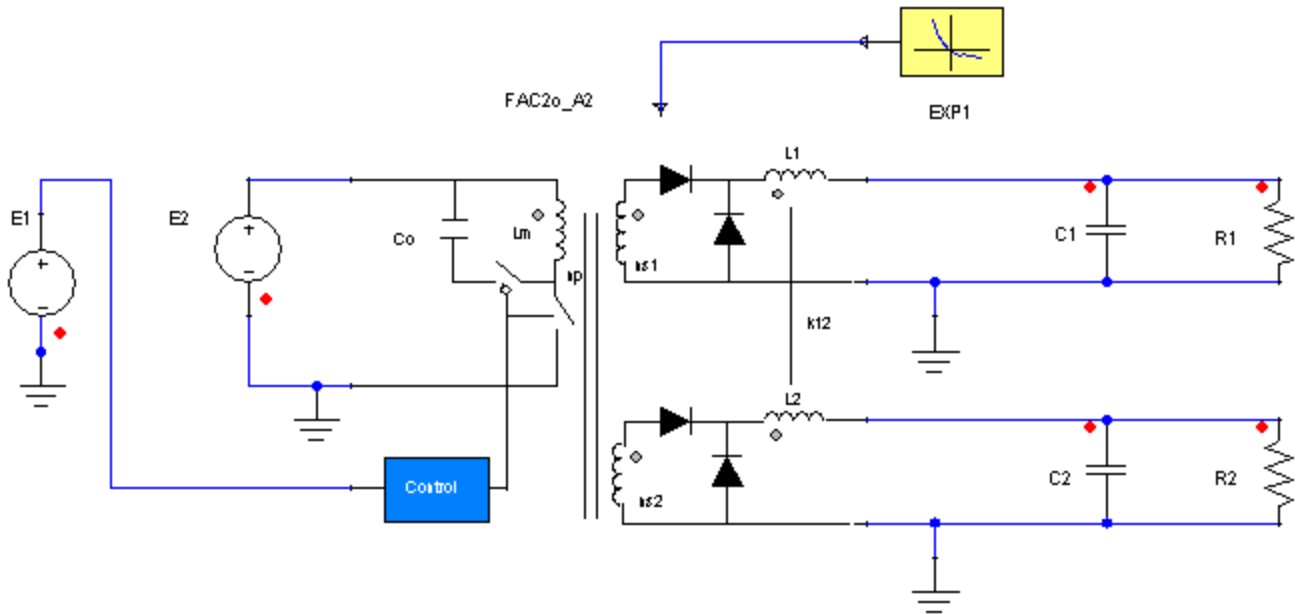 FAC2o_A2
EXP1
L1
E1
E2
Co
Lm
np
ns1
C1
R1
k12
L2
Control
ns2
C2
R2